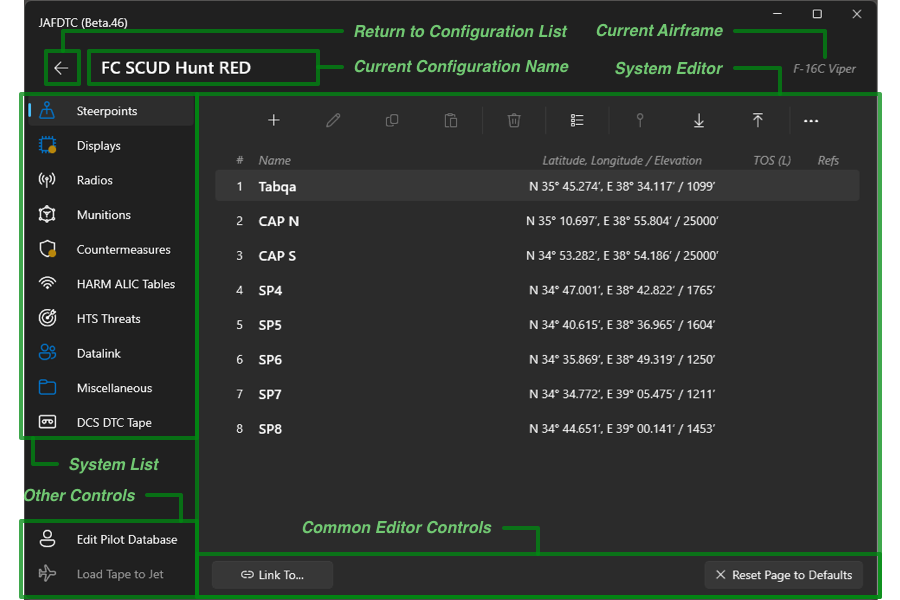 JAFDTC (Beta.46)
Return to Configuration List
Current Airframe
FC SCUD Hunt RED
Current Configuration Name
System Editor
F-16C Viper
Steerpoints
Displays
Radios
Munitions
Countermeasures
HARM ALIC Tables
HTS Threats
Datalink
Miscellaneous
DCS DTC Tape
System List
Other Controls
Edit Pilot Database
Load Tape to Jet
# Name Latitude, Longitude / Elevation TOS (L) Refs
1 Tabqa N 35° 45.274’, E 38° 34.117’ / 1099’
2 CAP N N 35° 10.697’, E 38° 55.804’ / 25000’
3 CAP S N 34° 53.282’, E 38° 54.186’ / 25000’
4 SP4 N 34° 47.001’, E 38° 42.822’ / 1765’
5 SP5 N 34° 40.615’, E 38° 36.965’ / 1604’
6 SP6 N 34° 35.869’, E 38° 49.319’ / 1250’
7 SP7 N 34° 34.772’, E 39° 05.475’ / 1211’
8 SP8 N 34° 44.651’, E 39° 00.141’ / 1453’
Common Editor Controls
Link To...
Reset Page to Defaults